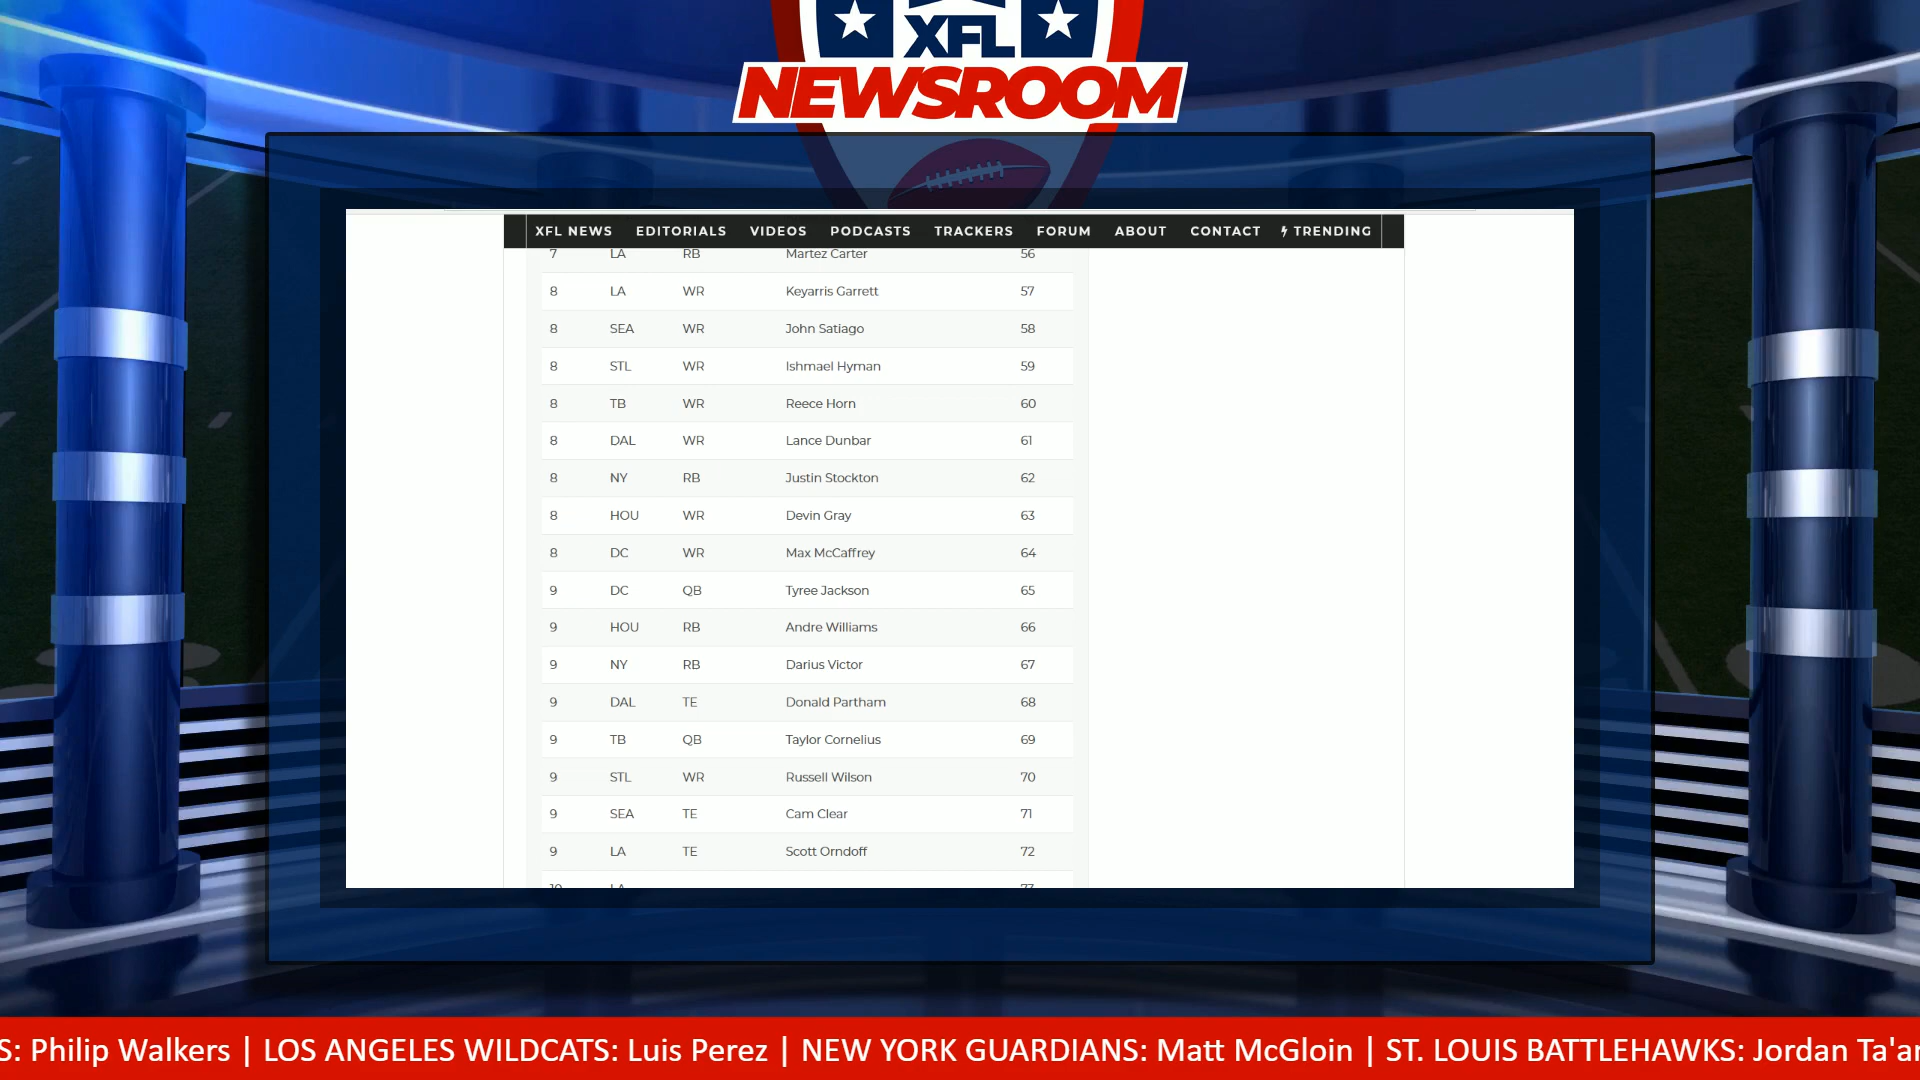 XFL
NEWSROOM
XFL NEWS EDITORIALS VIDEOS PODCASTS TRACKERS FORUM ABOUT CONTACT TRENDING
7 LA RB Martez Carter 56
8 LA WR Keyarris Garrett 57
8 SEA WR John Satiago 58
8 STL WR Ishmael Hyman 59
8 TB WR Reece Horn 60
8 DAL WR Lance Dunbar 61
8 NY RB Justin Stockton 62
8 HOU WR Devin Gray 63
8 DC WR Max McCaffrey 64
9 DC QB Tyree Jackson 65
9 HOU RB Andre Williams 66
9 NY RB Darius Victor 67
9 DAL TE Donald Partham 68
9 TB QB Taylor Cornelius 69
9 STL WR Russell Wilson 70
9 SEA TE Cam Clear 71
9 LA TE Scott Orndoff 72
S: Philip Walkers | LOS ANGELES WILDCATS: Luis Perez | NEW YORK GUARDIANS: Matt McGloin | ST. LOUIS BATTLEHAWKS: Jordan Ta'ar